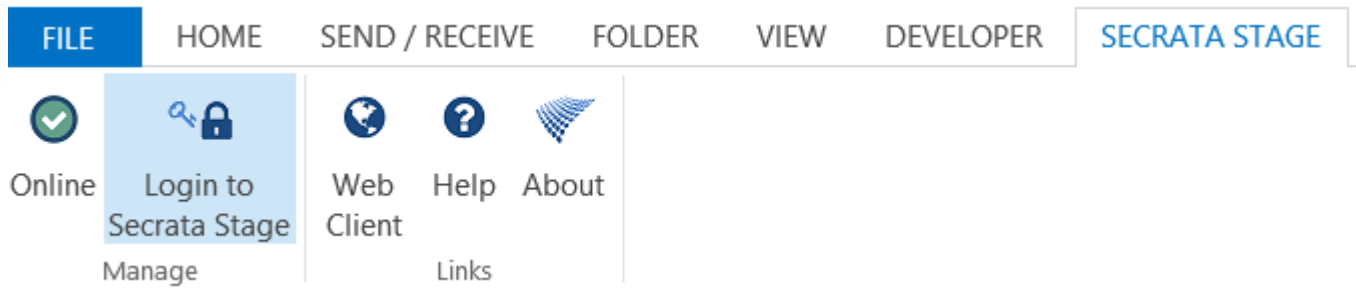 FILE HOME SEND / RECEIVE FOLDER VIEW DEVELOPER SECRATA STAGE
Online Login to Web Help About
Secrata Stage Client
Manage Links